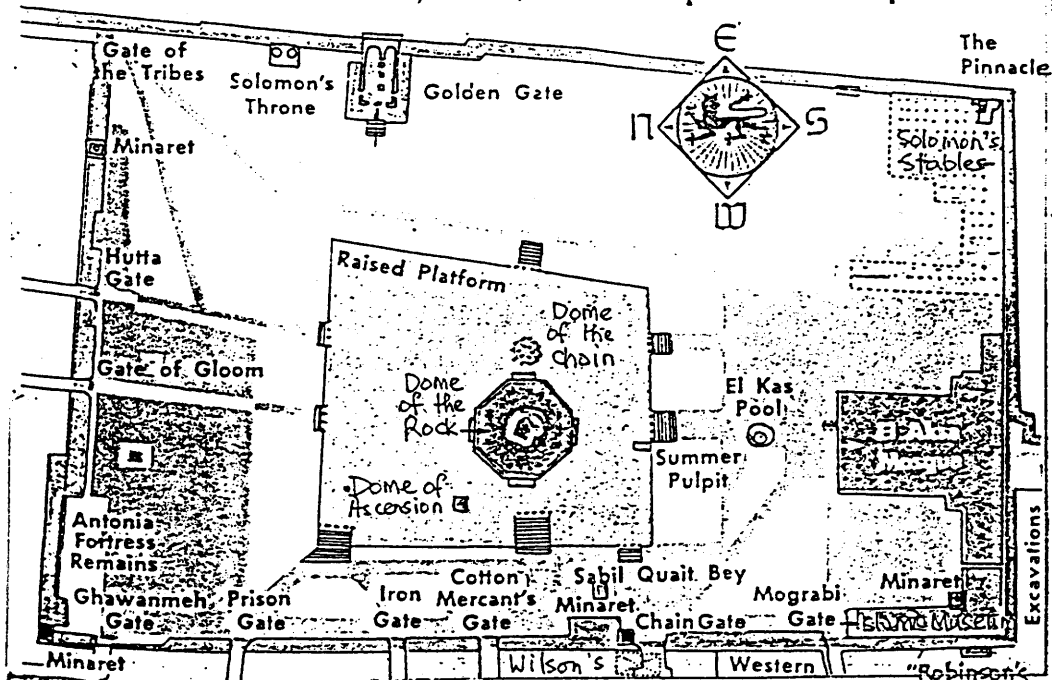 E
The
Pinnacle
Gate of
the Tribes
Solomon's
Throne
Golden Gate
n
S
W
Minaret
Solomon's
Stables
Hutta
Gate
Raised Platform
Dome
of the
chain
Gate of Gloom
Dome
of the
Rock
El Kas
Pool
Summer
Pulpit
Dome of
Ascension
Antonia
Fortress
Remains
Excavations
Ghawanmeh
Gate
Prison
Gate
Iron
Gate
Cotton
Mercant's
Gate
Sabil Quait Bey
Minaret
Chain Gate
Mograbi
Gate
Minaret
Islamic Museum
Minaret
Wilson's
Western
"Robinson's